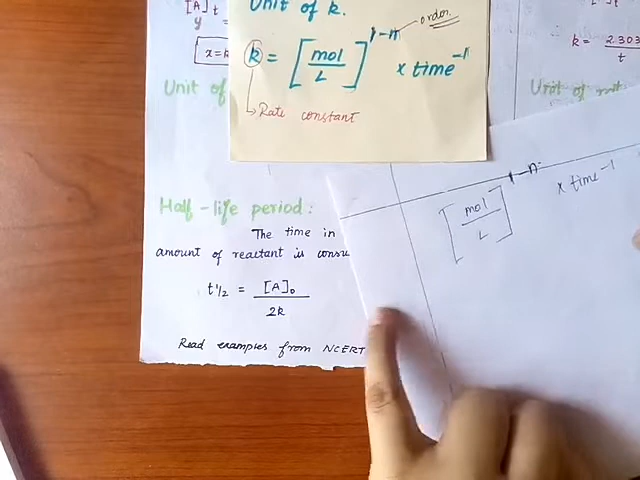 [A]t
y =
x = k
Unit of
Unit of k.
order
k = [mol/L]^1-n x time^-1
Rate constant
k = 2.303
t
Half-life period:
The time in
amount of reactant is consu
t1/2 = [A]0
2k
Read examples from NCERT
[mol/L]^1-n x time^-1